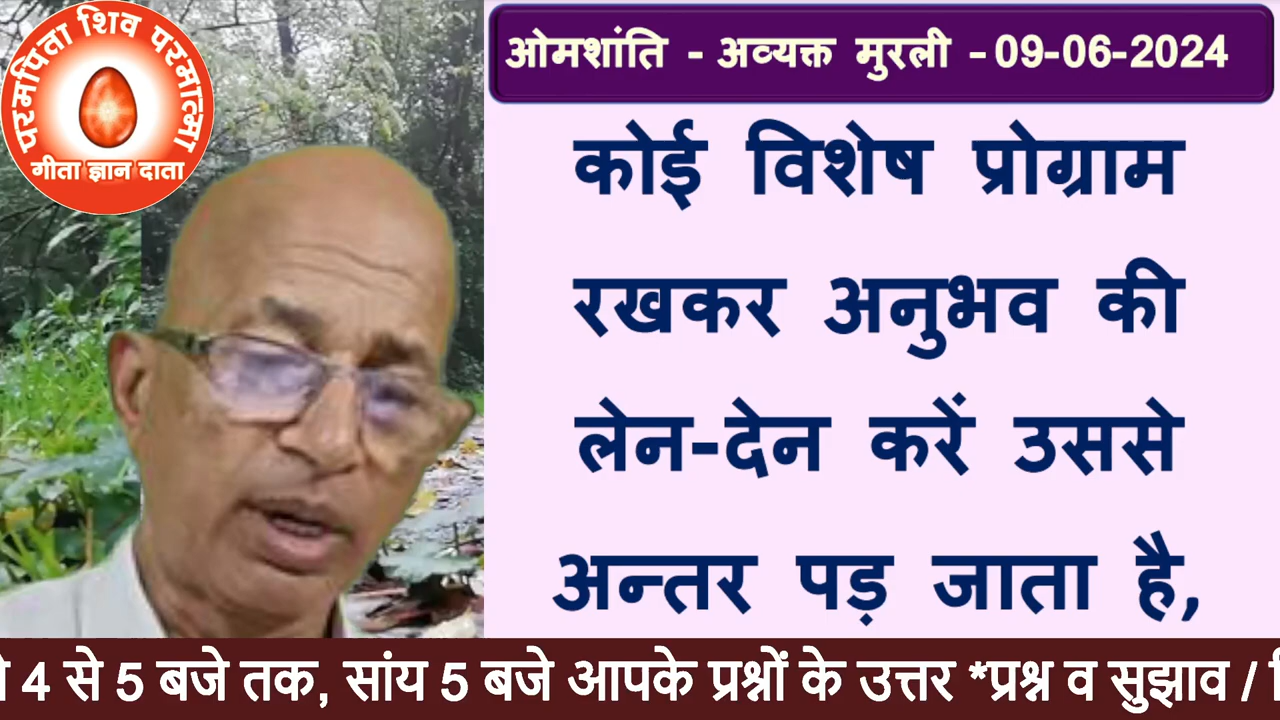 परमपिता शिव परमात्मा
गीता ज्ञान दाता
ओमशांति - अव्यक्त मुरली - 09-06-2024
कोई विशेष प्रोग्राम
रखकर अनुभव की
लेन-देन करें उससे
अन्तर पड़ जाता है,
4 से 5 बजे तक, सांय 5 बजे आपके प्रश्नों के उत्तर *प्रश्न व सुझाव /